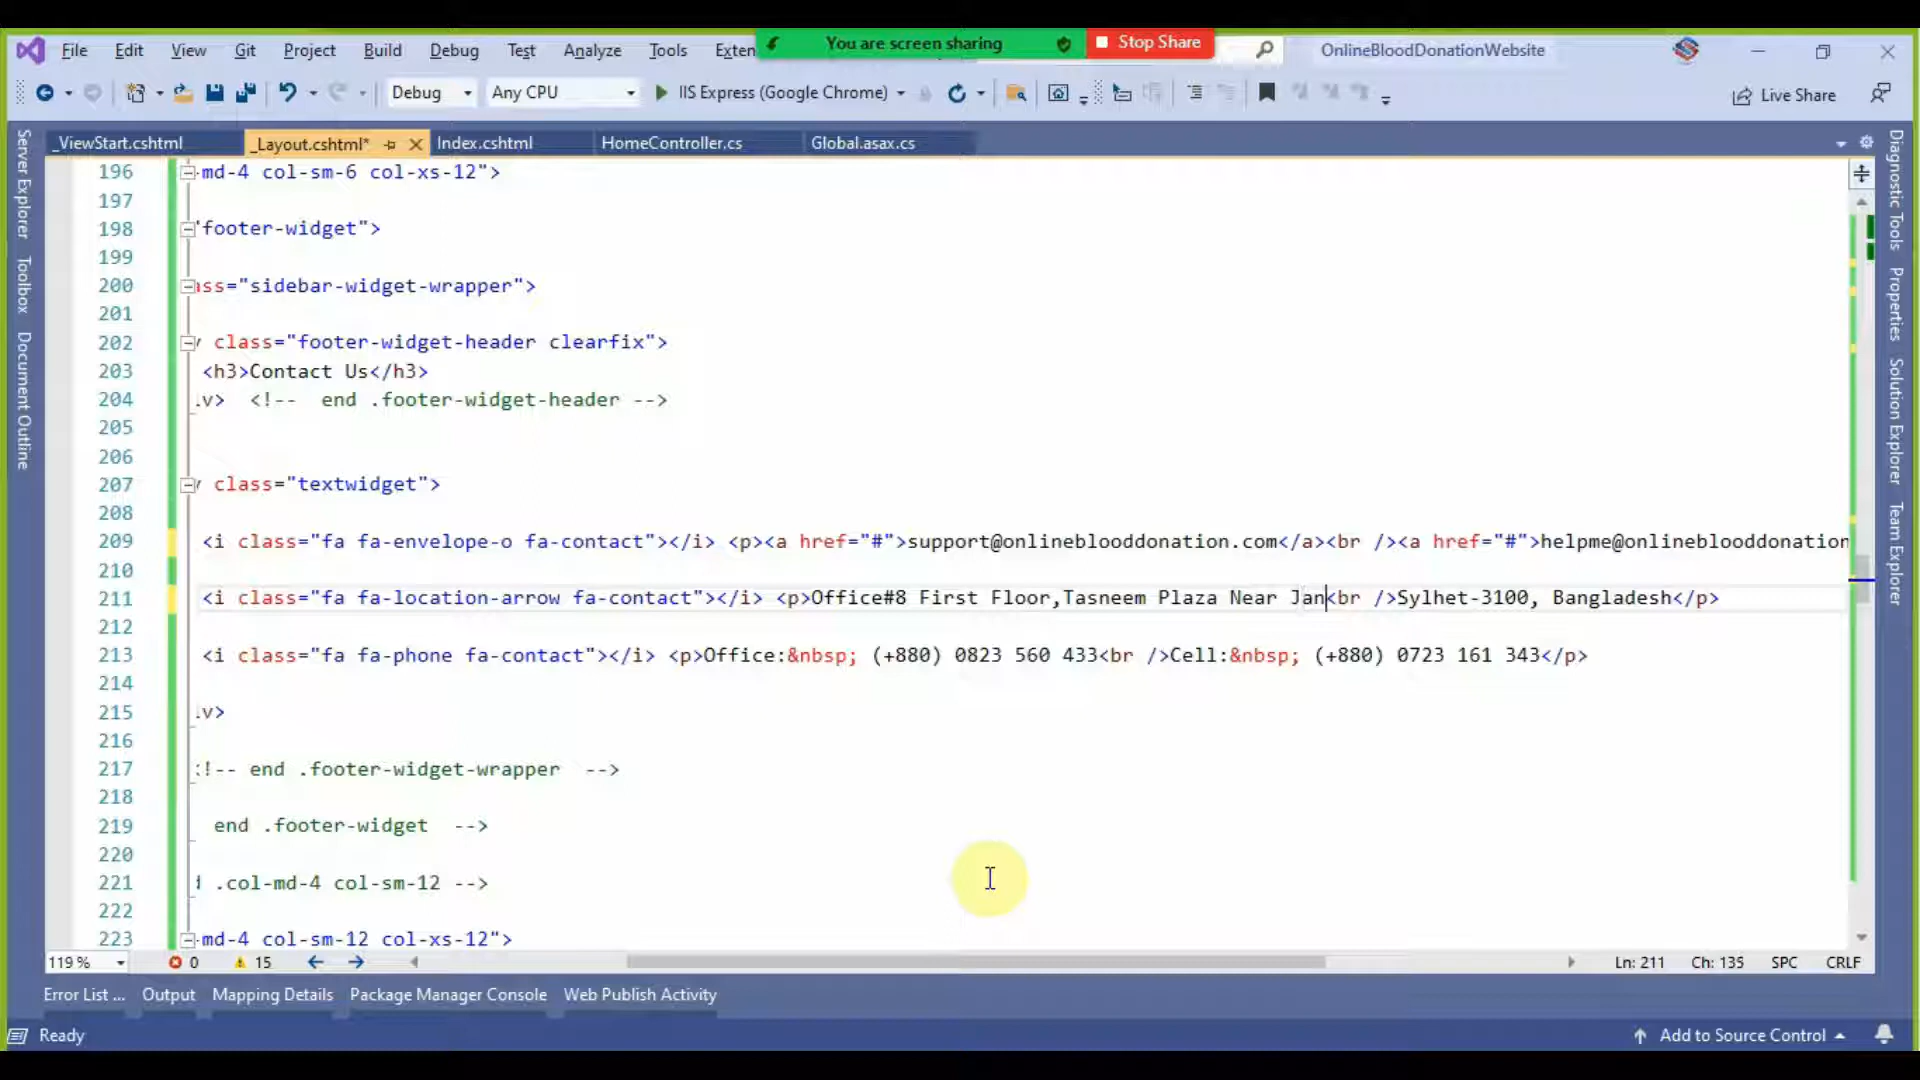 File Edit View Git Project Build Debug Test Analyze Tools Exten You are screen sharing Stop Share OnlineBloodDonationWebsite
Debug Any CPU IIS Express (Google Chrome) Live Share
_ViewStart.cshtml _Layout.cshtml* Index.cshtml HomeController.cs Global.asax.cs
Server Explorer
Toolbox
Document Outline
196 md-4 col-sm-6 col-xs-12">
197
198 "footer-widget">
199
200 ass="sidebar-widget-wrapper">
201
202 class="footer-widget-header clearfix">
203 <h3>Contact Us</h3>
204 .v> <!-- end .footer-widget-header -->
205
206
207 class="textwidget">
208
209 <i class="fa fa-envelope-o fa-contact"></i> <p><a href="#">support@onlineblooddonation.com</a><br /><a href="#">helpme@onlineblooddonation
210
211 <i class="fa fa-location-arrow fa-contact"></i> <p>Office#8 First Floor,Tasneem Plaza Near Jan<br />Sylhet-3100, Bangladesh</p>
212
213 <i class="fa fa-phone fa-contact"></i> <p>Office:&nbsp; (+880) 0823 560 433<br />Cell:&nbsp; (+880) 0723 161 343</p>
214
215 .v>
216
217 !-- end .footer-widget-wrapper -->
218
219 end .footer-widget -->
220
221 .col-md-4 col-sm-12 -->
222
223 md-4 col-sm-12 col-xs-12">
Diagnostic Tools
Properties
Solution Explorer
Team Explorer
119 % 0 15 Ln: 211 Ch: 135 SPC CRLF
Error List ... Output Mapping Details Package Manager Console Web Publish Activity
Ready Add to Source Control